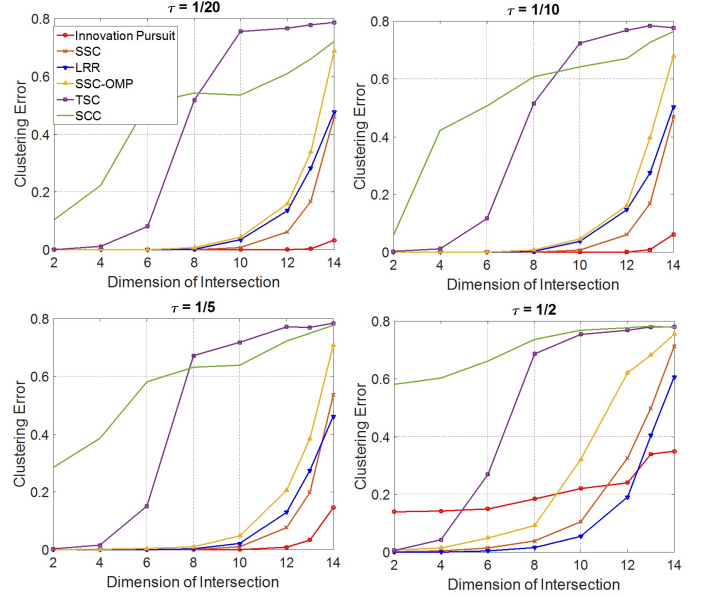 τ = 1/20
0.8
0.6
0.4
0.2
0
Clustering Error
Innovation Pursuit
SSC
LRR
SSC-OMP
TSC
SCC
2 4 6 8 10 12 14
Dimension of Intersection
τ = 1/10
0.8
0.6
0.4
0.2
0
Clustering Error
2 4 6 8 10 12 14
Dimension of Intersection
τ = 1/5
0.8
0.6
0.4
0.2
0
Clustering Error
2 4 6 8 10 12 14
Dimension of Intersection
τ = 1/2
0.8
0.6
0.4
0.2
0
Clustering Error
2 4 6 8 10 12 14
Dimension of Intersection